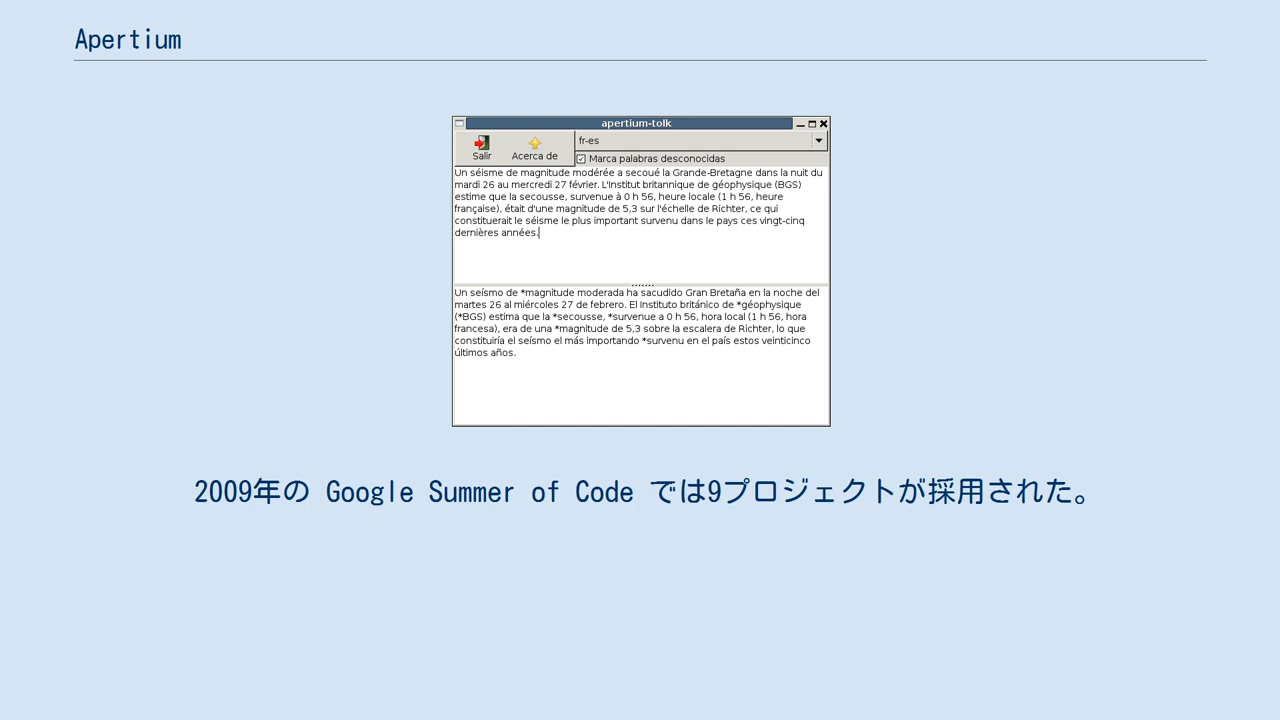 Apertium
apertium-tolk
Salir
Acerca de
fr-es
Marca palabras desconocidas
Un séisme de magnitude modérée a secoué la Grande-Bretagne dans la nuit du
mardi 26 au mercredi 27 février. L'Institut britannique de géophysique (BGS)
estime que la secousse, survenue à 0 h 56, heure locale (1 h 56, heure
française), était d'une magnitude de 5,3 sur l'échelle de Richter, ce qui
constituerait le séisme le plus important survenu dans le pays ces vingt-cinq
dernières années.
Un seísmo de *magnitude moderada ha sacudido Gran Bretaña en la noche del
martes 26 al miércoles 27 de febrero. El Instituto británico de *géophysique
(*BGS) estima que la *secousse, *survenue a 0 h 56, hora local (1 h 56, hora
francesa), era de una *magnitude de 5,3 sobre la escalera de Richter, lo que
constituiría el seísmo el más importando *survenu en el país estos veinticinco
últimos años.
2009年の Google Summer of Code では9プロジェクトが採用された。